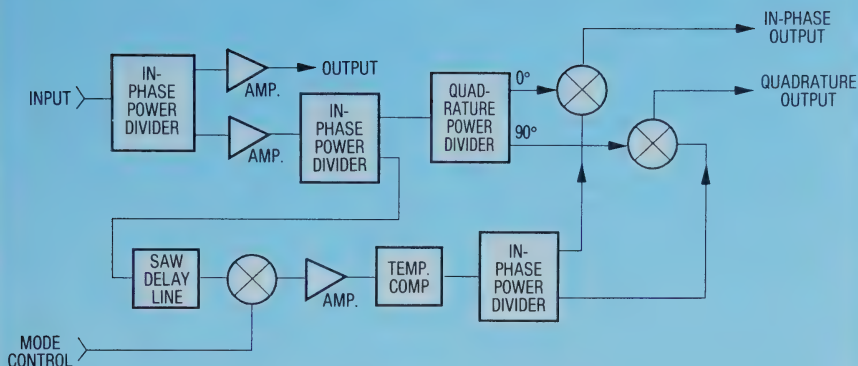 IN-PHASE
OUTPUT
INPUT
IN-
PHASE
POWER
DIVIDER
AMP.
OUTPUT
AMP.
IN-
PHASE
POWER
DIVIDER
QUAD-
RATURE
POWER
DIVIDER
0°
90°
QUADRATURE
OUTPUT
SAW
DELAY
LINE
AMP.
TEMP.
COMP
IN-
PHASE
POWER
DIVIDER
MODE
CONTROL